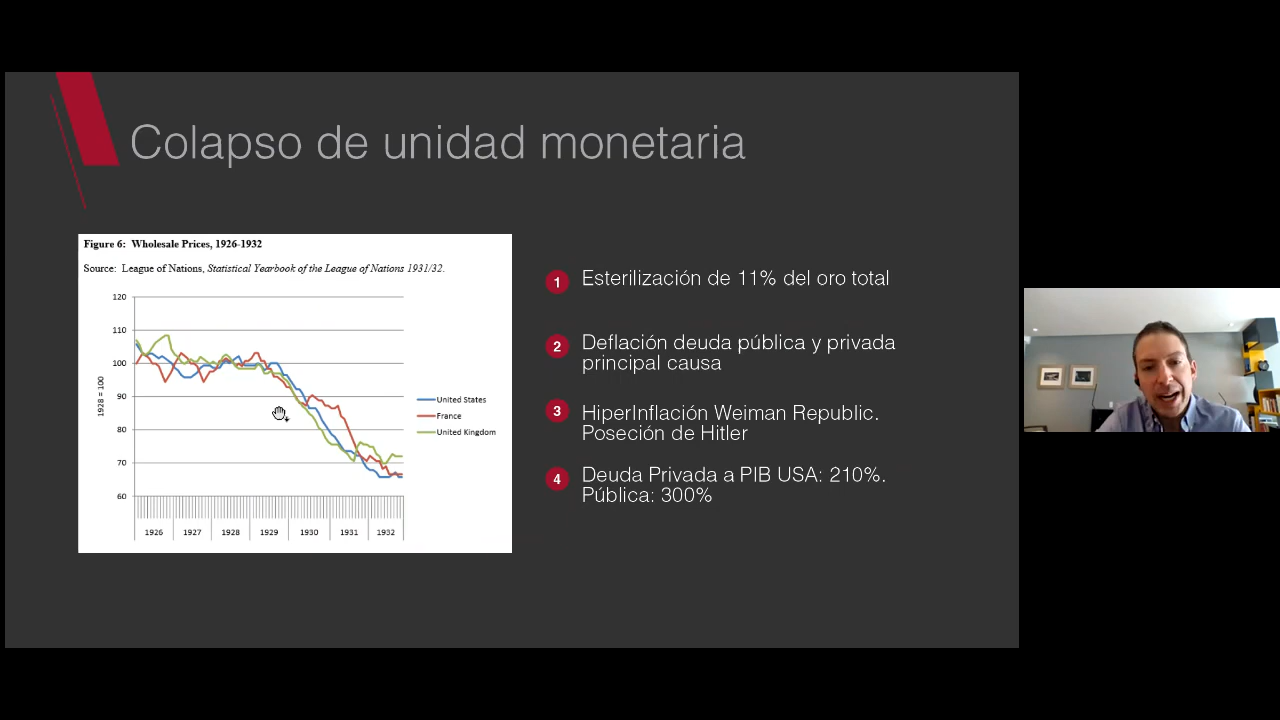 Colapso de unidad monetaria
Figure 6: Wholesale Prices, 1926-1932
Source: League of Nations, Statistical Yearbook of the League of Nations 1931/32.
120
110
100
90
80
70
60
1928 = 100
1926 1927 1928 1929 1930 1931 1932
United States
France
United Kingdom
1 Esterilización de 11% del oro total
2 Deflación deuda pública y privada
principal causa
3 HiperInflación Weiman Republic.
Poseción de Hitler
4 Deuda Privada a PIB USA: 210%.
Pública: 300%